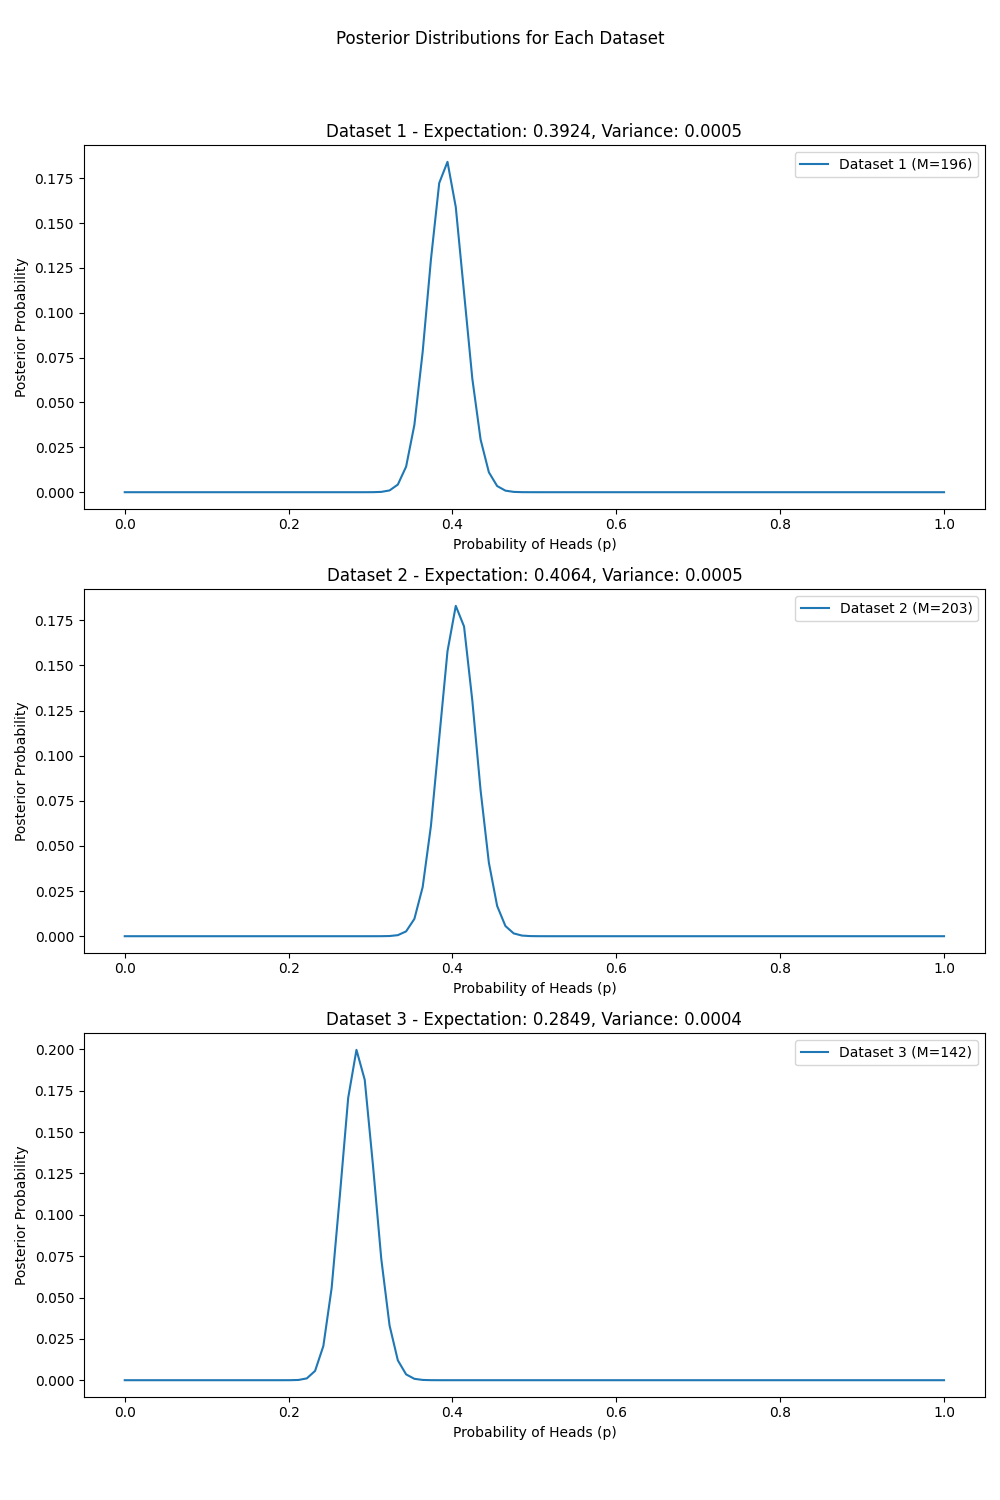 Posterior Distributions for Each Dataset
Dataset 1 - Expectation: 0.3924, Variance: 0.0005
Dataset 1 (M=196)
Posterior Probability
0.175
0.150
0.125
0.100
0.075
0.050
0.025
0.000
0.0 0.2 0.4 0.6 0.8 1.0
Probability of Heads (p)
Dataset 2 - Expectation: 0.4064, Variance: 0.0005
Dataset 2 (M=203)
Posterior Probability
0.175
0.150
0.125
0.100
0.075
0.050
0.025
0.000
0.0 0.2 0.4 0.6 0.8 1.0
Probability of Heads (p)
Dataset 3 - Expectation: 0.2849, Variance: 0.0004
Dataset 3 (M=142)
Posterior Probability
0.200
0.175
0.150
0.125
0.100
0.075
0.050
0.025
0.000
0.0 0.2 0.4 0.6 0.8 1.0
Probability of Heads (p)